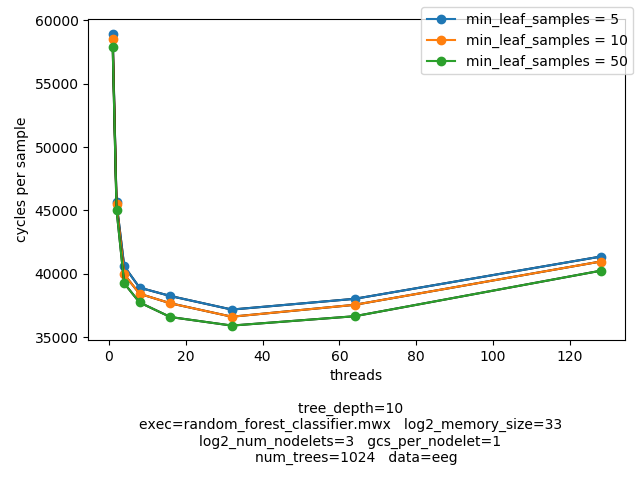 min_leaf_samples = 5
min_leaf_samples = 10
min_leaf_samples = 50
60000
55000
50000
45000
40000
35000
cycles per sample
0 20 40 60 80 100 120
threads
tree_depth=10
exec=random_forest_classifier.mwx log2_memory_size=33
log2_num_nodelets=3 gcs_per_nodelet=1
num_trees=1024 data=eeg